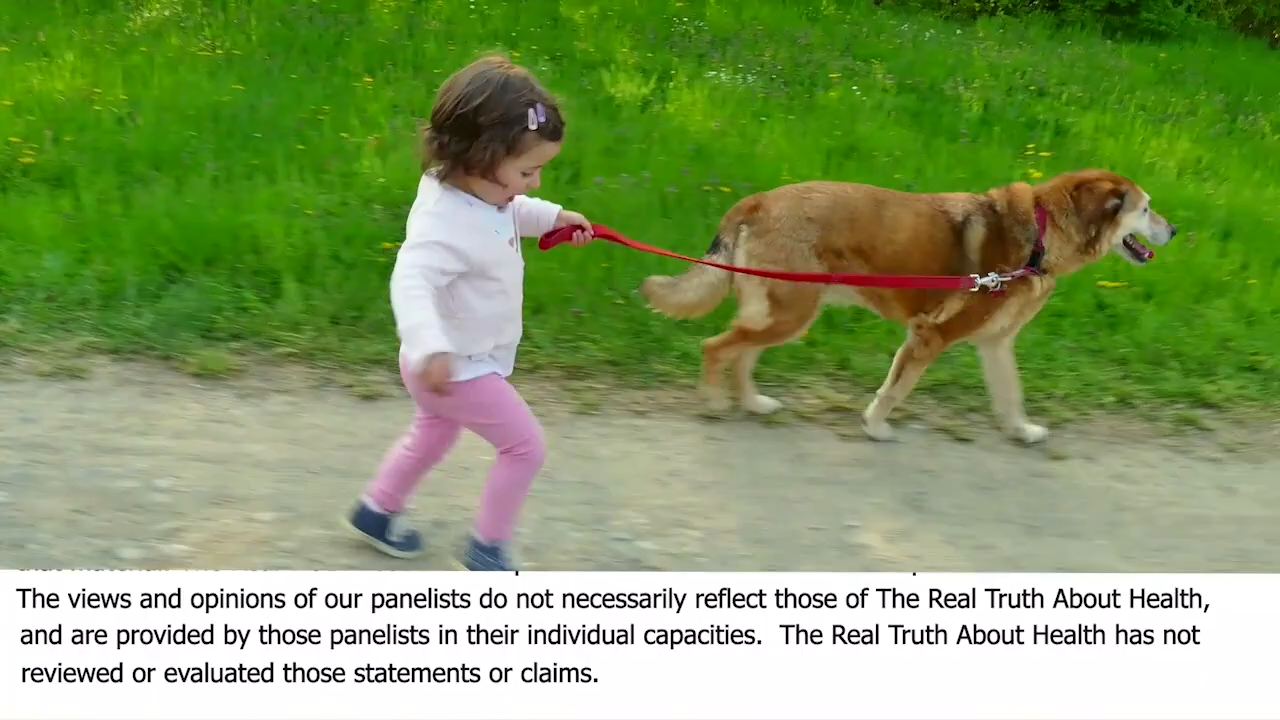 The views and opinions of our panelists do not necessarily reflect those of The Real Truth About Health,
and are provided by those panelists in their individual capacities. The Real Truth About Health has not
reviewed or evaluated those statements or claims.